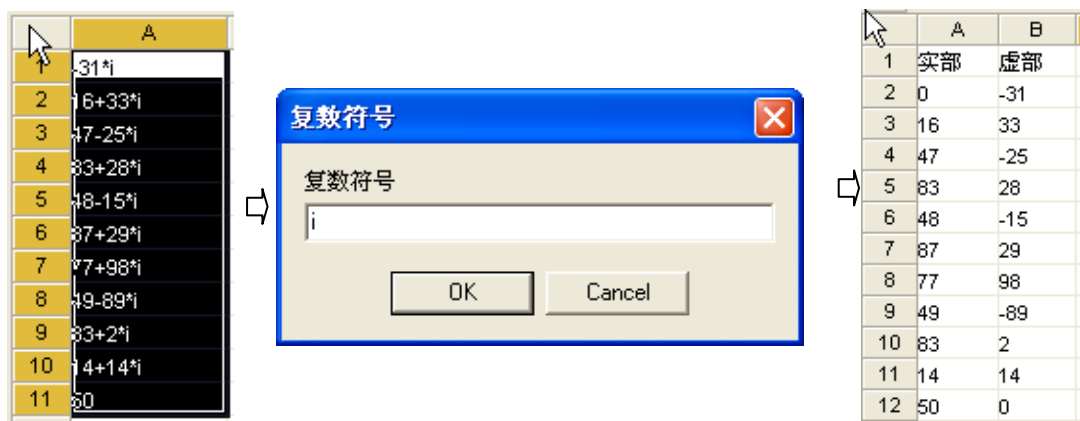 A
1 -31*i
2 16+33*i
3 47-25*i
4 83+28*i
5 48-15*i
6 87+29*i
7 77+98*i
8 49-89*i
9 83+2*i
10 14+14*i
11 50
复数符号
复数符号
i
OK Cancel
A B
1 实部 虚部
2 0 -31
3 16 33
4 47 -25
5 83 28
6 48 -15
7 87 29
8 77 98
9 49 -89
10 83 2
11 14 14
12 50 0